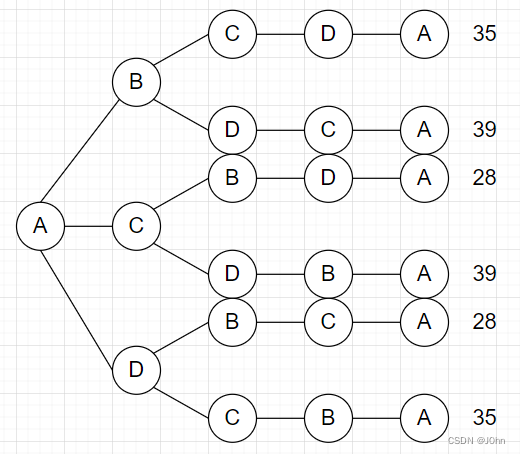 C D A 35
B
D C A 39
B D A 28
A C
D B A 39
B C A 28
D
C B A 35
CSDN @J0hn